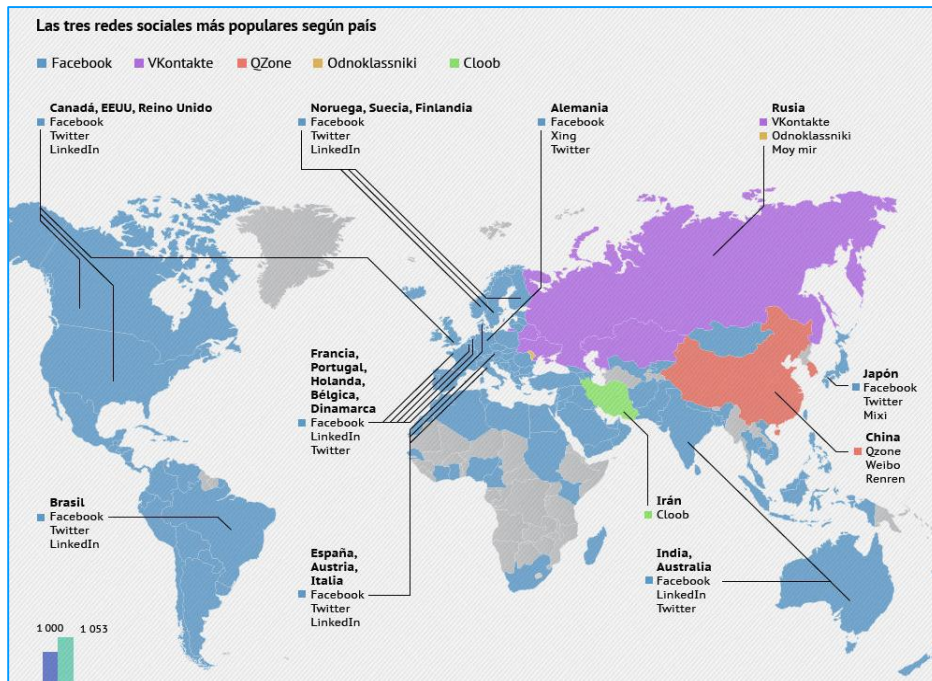 Las tres redes sociales más populares según país
Facebook VKontakte QZone Odnoklassniki Cloob
Canadá, EEUU, Reino Unido
Facebook
Twitter
LinkedIn
Noruega, Suecia, Finlandia
Facebook
Twitter
LinkedIn
Alemania
Facebook
Xing
Twitter
Rusia
VKontakte
Odnoklassniki
Moy mir
Francia,
Portugal,
Holanda,
Bélgica,
Dinamarca
Facebook
LinkedIn
Twitter
Japón
Facebook
Twitter
Mixi
China
Qzone
Weibo
Renren
Brasil
Facebook
Twitter
LinkedIn
Irán
Cloob
España,
Austria,
Italia
Facebook
Twitter
LinkedIn
India,
Australia
Facebook
LinkedIn
Twitter
1 000 1 053